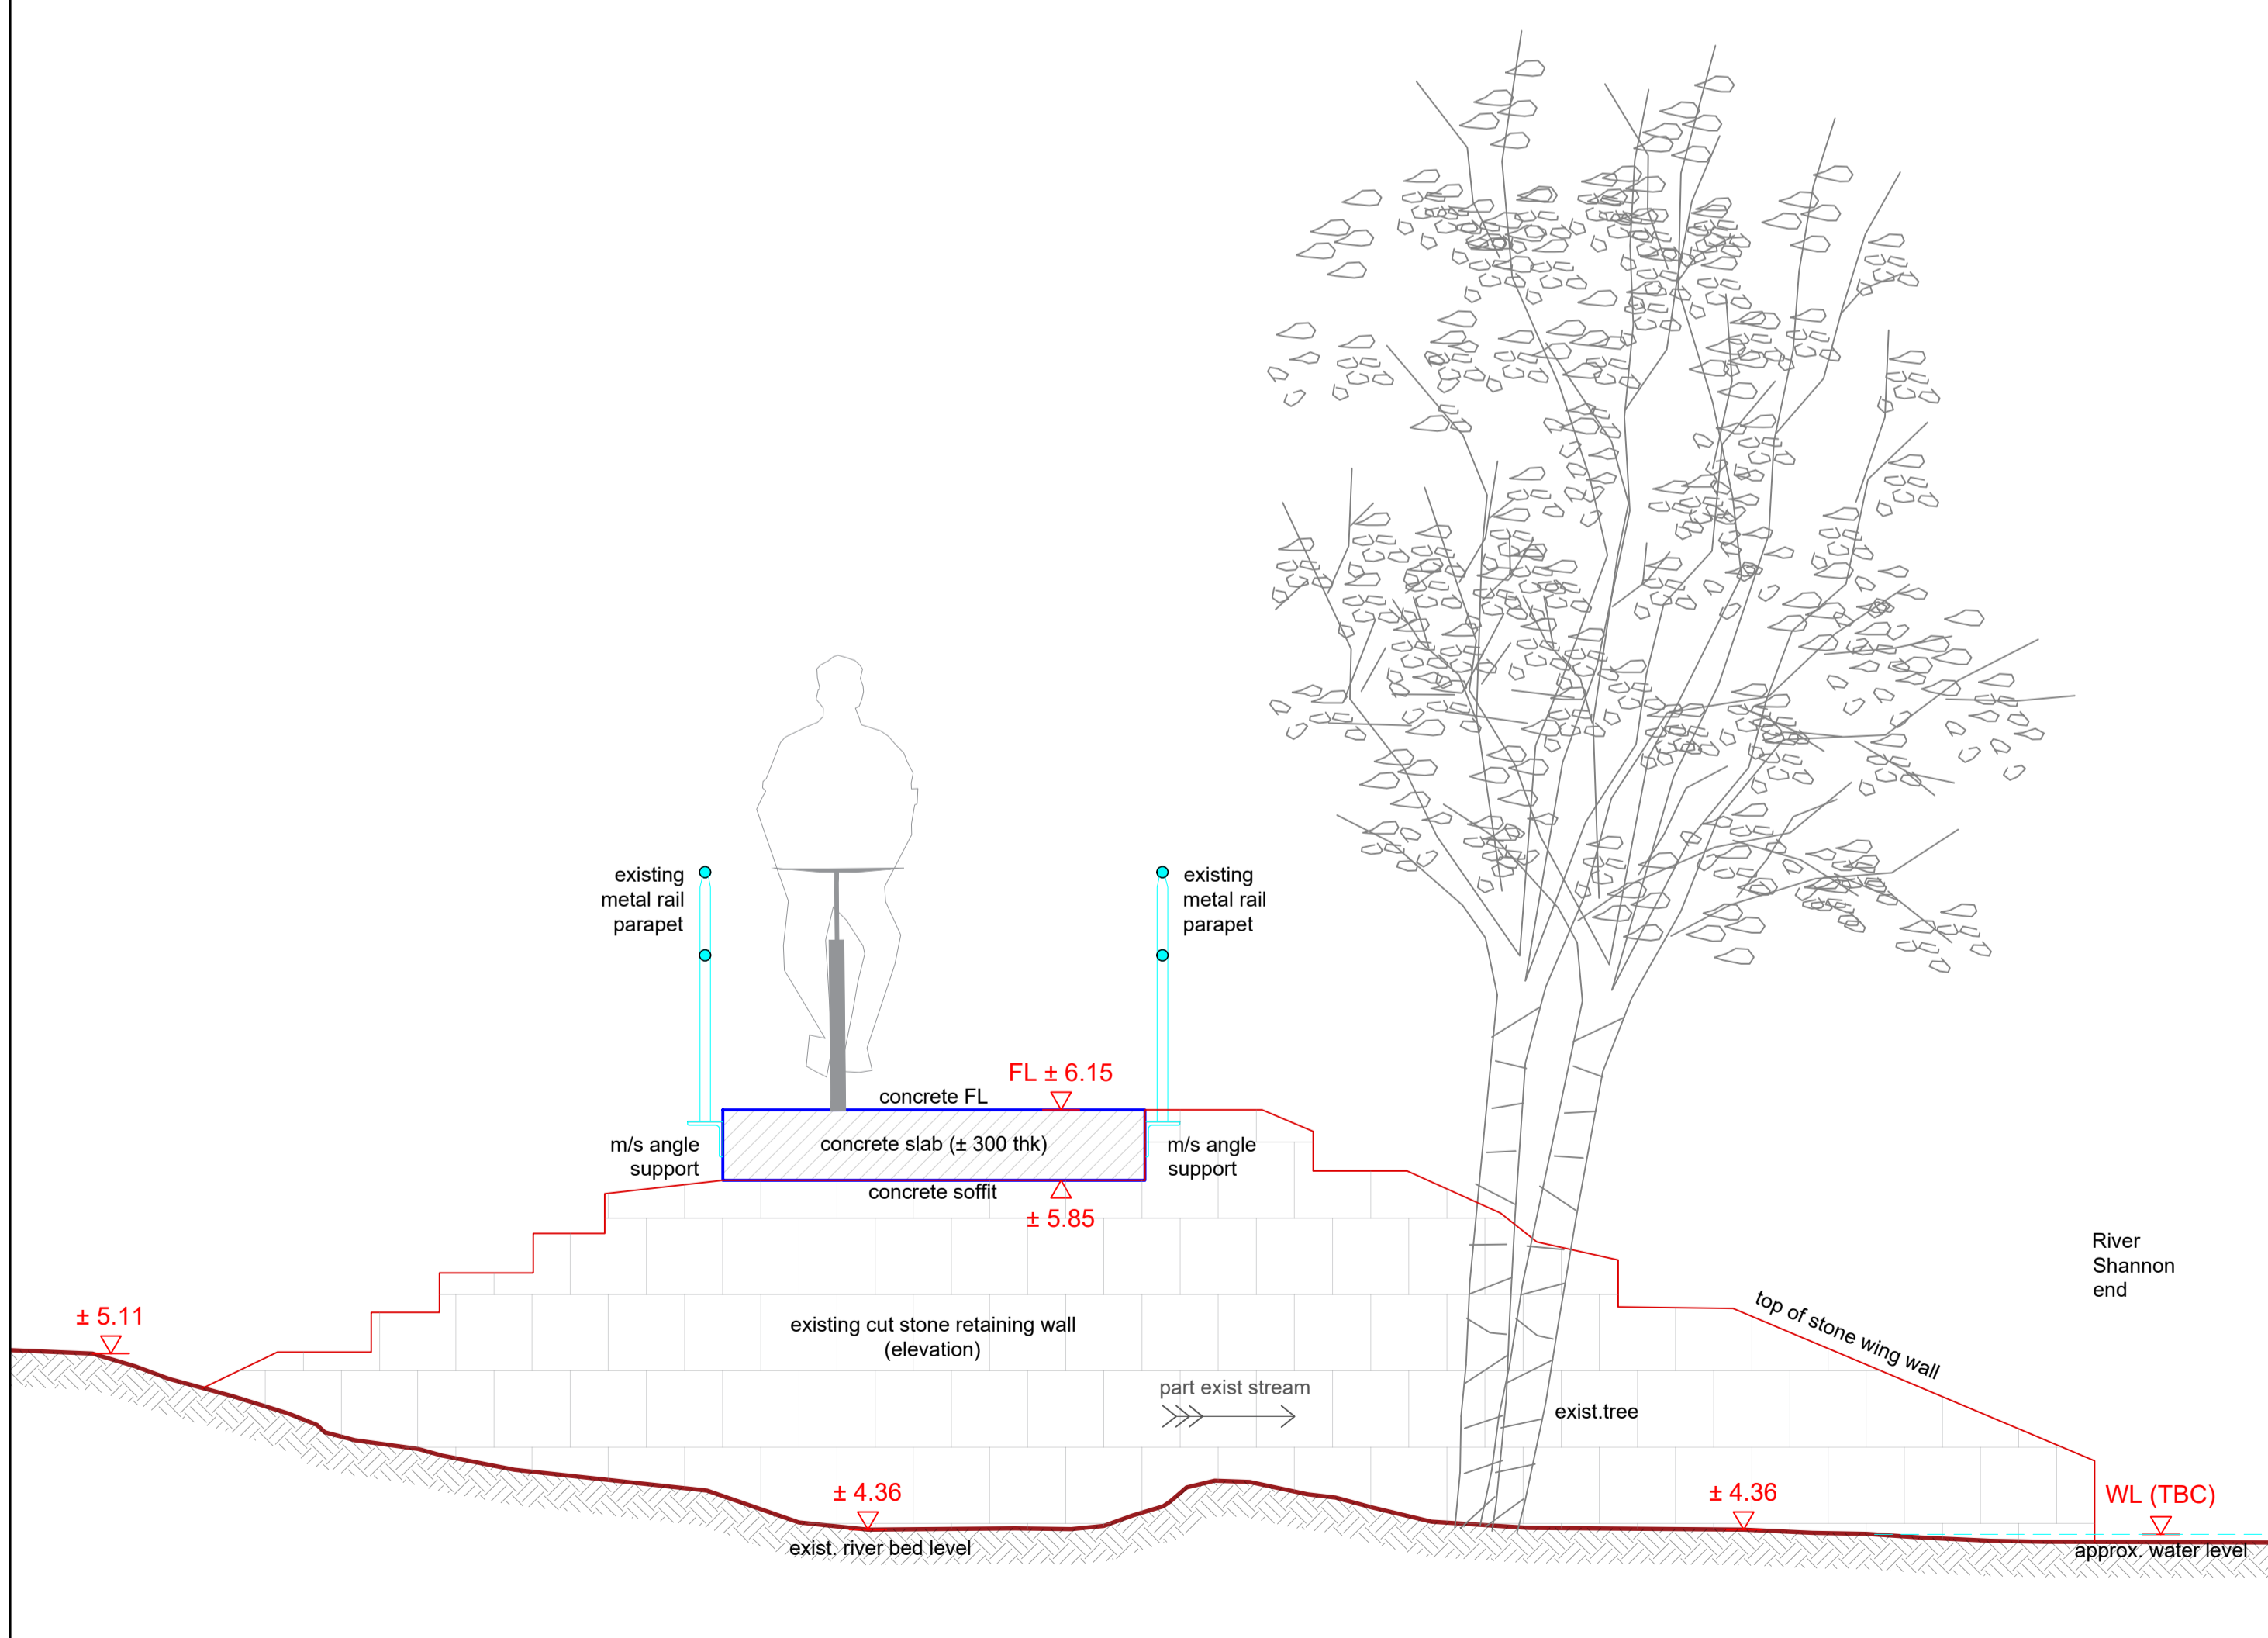 existing
metal rail
parapet
existing
metal rail
parapet
FL ± 6.15
concrete FL
m/s angle
support
concrete slab (± 300 thk)
m/s angle
support
concrete soffit
± 5.85
River
Shannon
end
± 5.11
existing cut stone retaining wall
(elevation)
top of stone wing wall
part exist stream
exist.tree
± 4.36
± 4.36
WL (TBC)
exist. river bed level
approx. water level